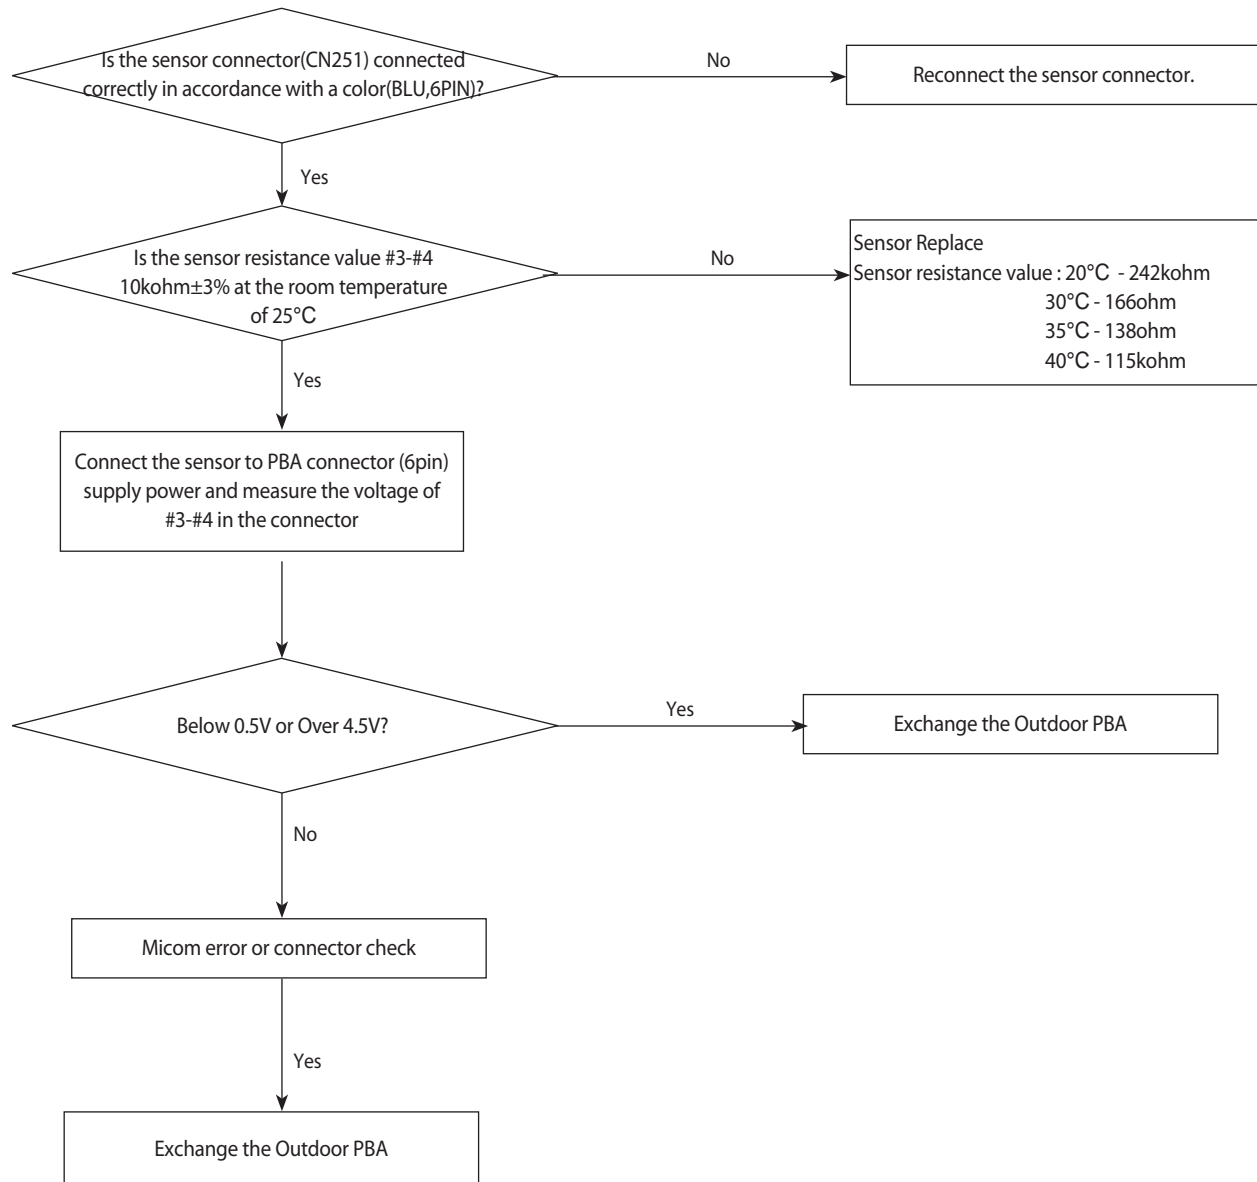 Is the sensor connector(CN251) connected
correctly in accordance with a color(BLU,6PIN)?
No
Reconnect the sensor connector.
Yes
Is the sensor resistance value #3-#4
10kohm±3% at the room temperature
of 25°C
No
Sensor Replace
Sensor resistance value : 20°C - 242kohm
30°C - 166ohm
35°C - 138ohm
40°C - 115kohm
Yes
Connect the sensor to PBA connector (6pin)
supply power and measure the voltage of
#3-#4 in the connector
Below 0.5V or Over 4.5V?
Yes
Exchange the Outdoor PBA
No
Micom error or connector check
Yes
Exchange the Outdoor PBA